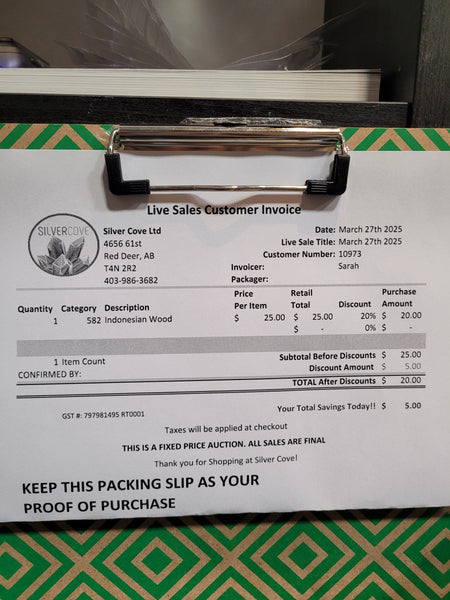 Live Sales Customer Invoice
SILVERCOVE
Silver Cove Ltd
4656 61st
Red Deer, AB
T4N 2R2
403-986-3682
Date: March 27th 2025
Live Sale Title: March 27th 2025
Customer Number: 10973
Invoicer: Sarah
Packager:
Quantity Category Description Price Per Item Retail Total Discount Purchase Amount
1 582 Indonesian Wood $ 25.00 $ 25.00 20% $ 20.00
$ - 0% $ -
1 Item Count Subtotal Before Discounts $ 25.00
CONFIRMED BY: Discount Amount $ 5.00
TOTAL After Discounts $ 20.00
GST #: 797981495 RT0001 Your Total Savings Today!! $ 5.00
Taxes will be applied at checkout
THIS IS A FIXED PRICE AUCTION. ALL SALES ARE FINAL
Thank you for Shopping at Silver Cove!
KEEP THIS PACKING SLIP AS YOUR
PROOF OF PURCHASE